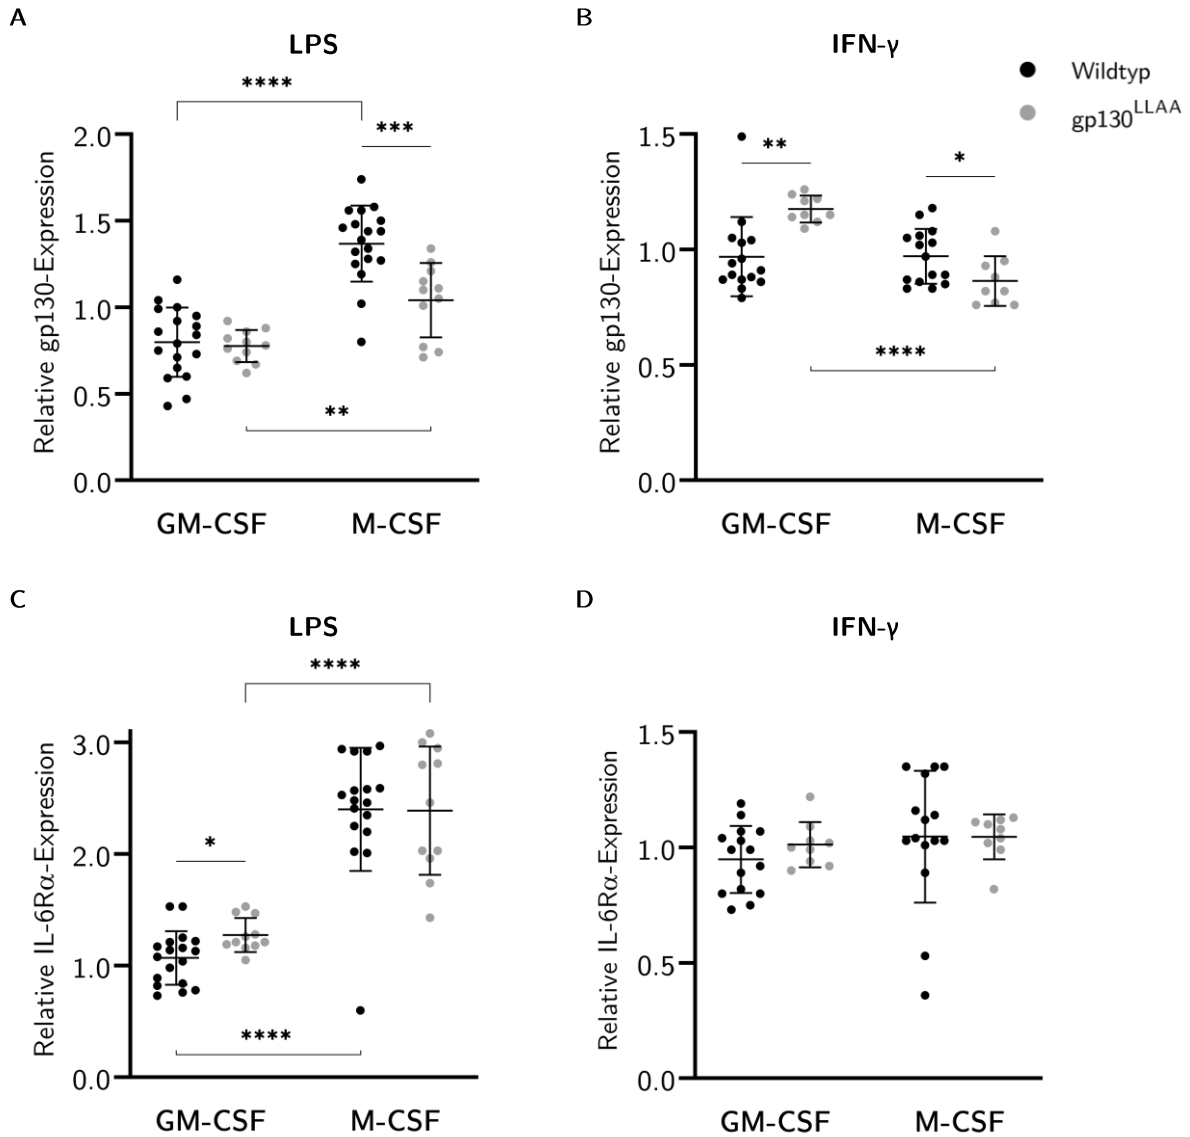 A
LPS
****
***
2.0
1.5
1.0
0.5
0.0
**
Relative gp130-Expression
GM-CSF
M-CSF
B
IFN-γ
Wildtyp
gp130LLAA
1.5
1.0
0.5
0.0
**
*
****
Relative gp130-Expression
GM-CSF
M-CSF
C
LPS
****
3.0
2.0
1.0
0.0
*
****
Relative IL-6Rα-Expression
GM-CSF
M-CSF
D
IFN-γ
1.5
1.0
0.5
0.0
Relative IL-6Rα-Expression
GM-CSF
M-CSF